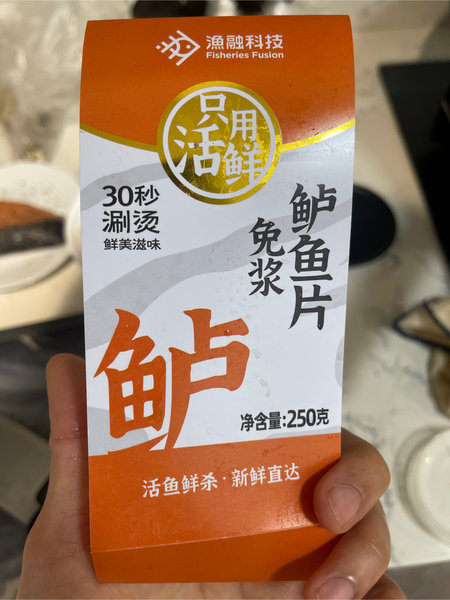 漁融科技
Fisheries Fusion
只用
活鲜
30秒
涮烫
鲜美滋味
鲈鱼片
免浆
鲈
净含量:250克
活鱼鲜杀·新鲜直达